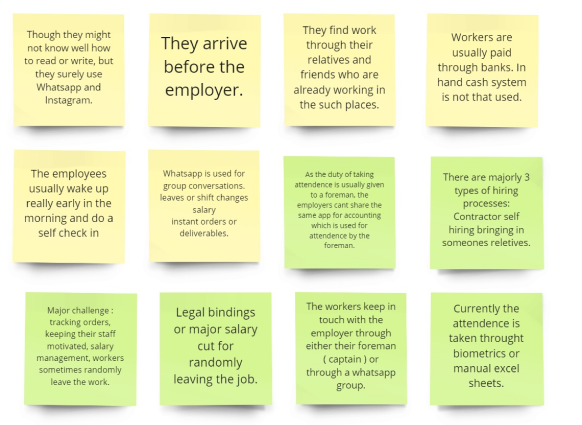 Though they might
not know well how
to read or write, but
they surely use
Whatsapp and
Instagram.
They arrive
before the
employer.
They find work
through their
relatives and
friends who are
already working in
the such places.
Workers are
usually paid
through banks. In
hand cash system
is not that used.
The employees
usually wake up
really early in the
morning and do a
self check in
Whatsapp is used for
group conversations.
leaves or shift changes
salary
instant orders or
deliverables.
As the duty of taking
attendence is usually given
to a foreman, the
employers cant share the
same app for accounting
which is used for
attendence by the
foreman.
There are majorly 3
types of hiring
processes:
Contractor self
hiring bringing in
someones reletives.
Major challenge :
tracking orders,
keeping their staff
motivated, salary
management, workers
sometimes randomly
leave the work.
Legal bindings
or major salary
cut for
randomly
leaving the job.
The workers keep in
touch with the
employer through
either their foreman
( captain ) or
through a whatsapp
group.
Currently the
attendence is
taken throught
biometrics or
manual excel
sheets.